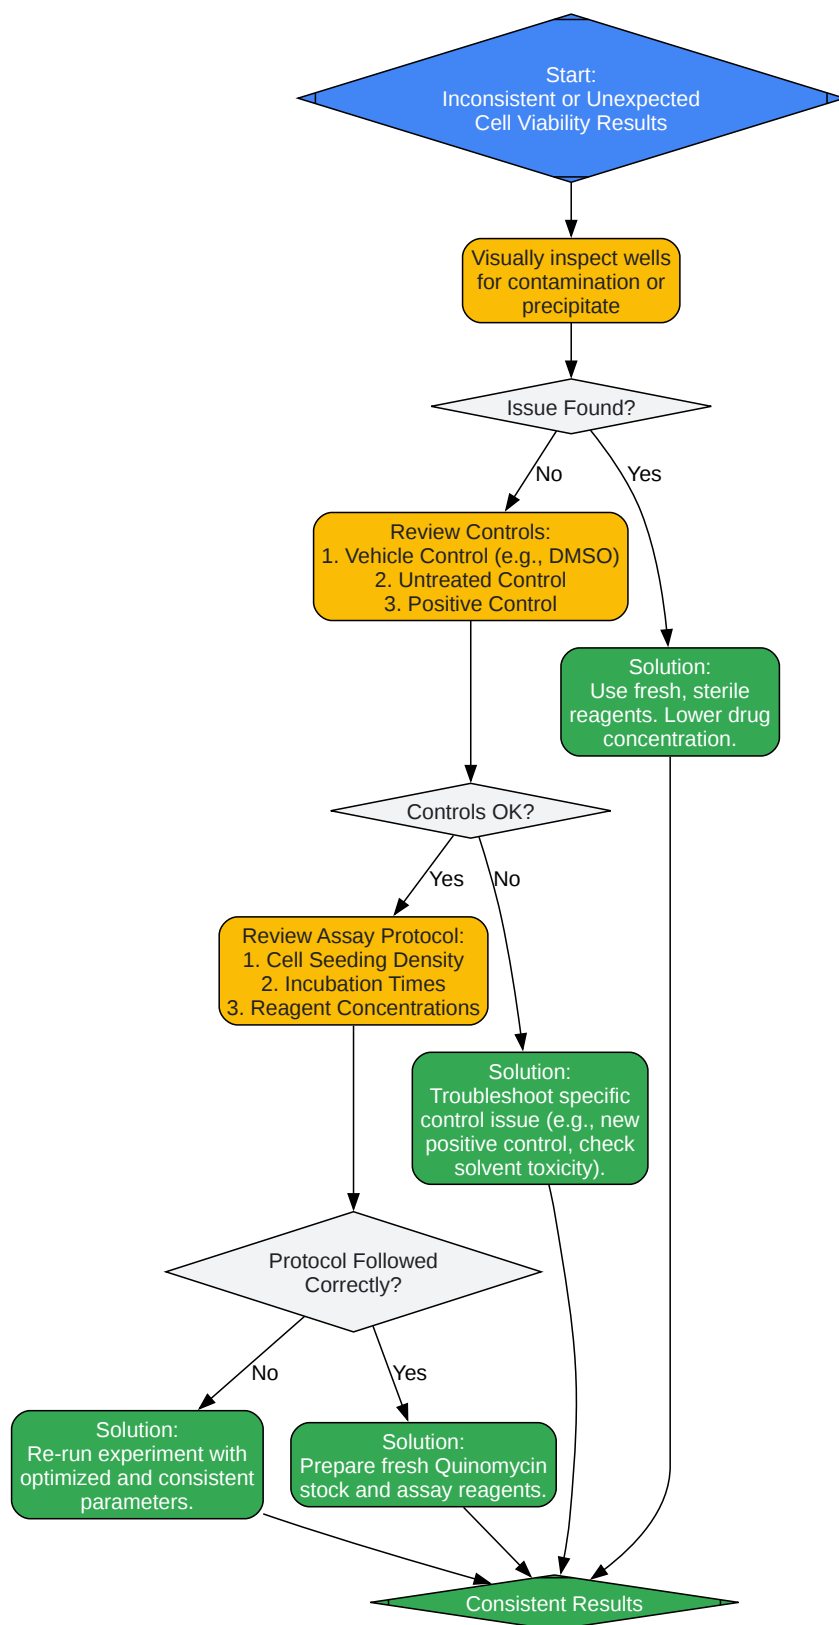 Start:
Inconsistent or Unexpected
Cell Viability Results
Visually inspect wells
for contamination or
precipitate
Issue Found?
No
Yes
Review Controls:
1. Vehicle Control (e.g., DMSO)
2. Untreated Control
3. Positive Control
Solution:
Use fresh, sterile
reagents. Lower drug
concentration.
Controls OK?
Yes
No
Review Assay Protocol:
1. Cell Seeding Density
2. Incubation Times
3. Reagent Concentrations
Solution:
Troubleshoot specific
control issue (e.g., new
positive control, check
solvent toxicity).
Protocol Followed
Correctly?
No
Yes
Solution:
Re-run experiment with
optimized and consistent
parameters.
Solution:
Prepare fresh Quinomycin
stock and assay reagents.
Consistent Results